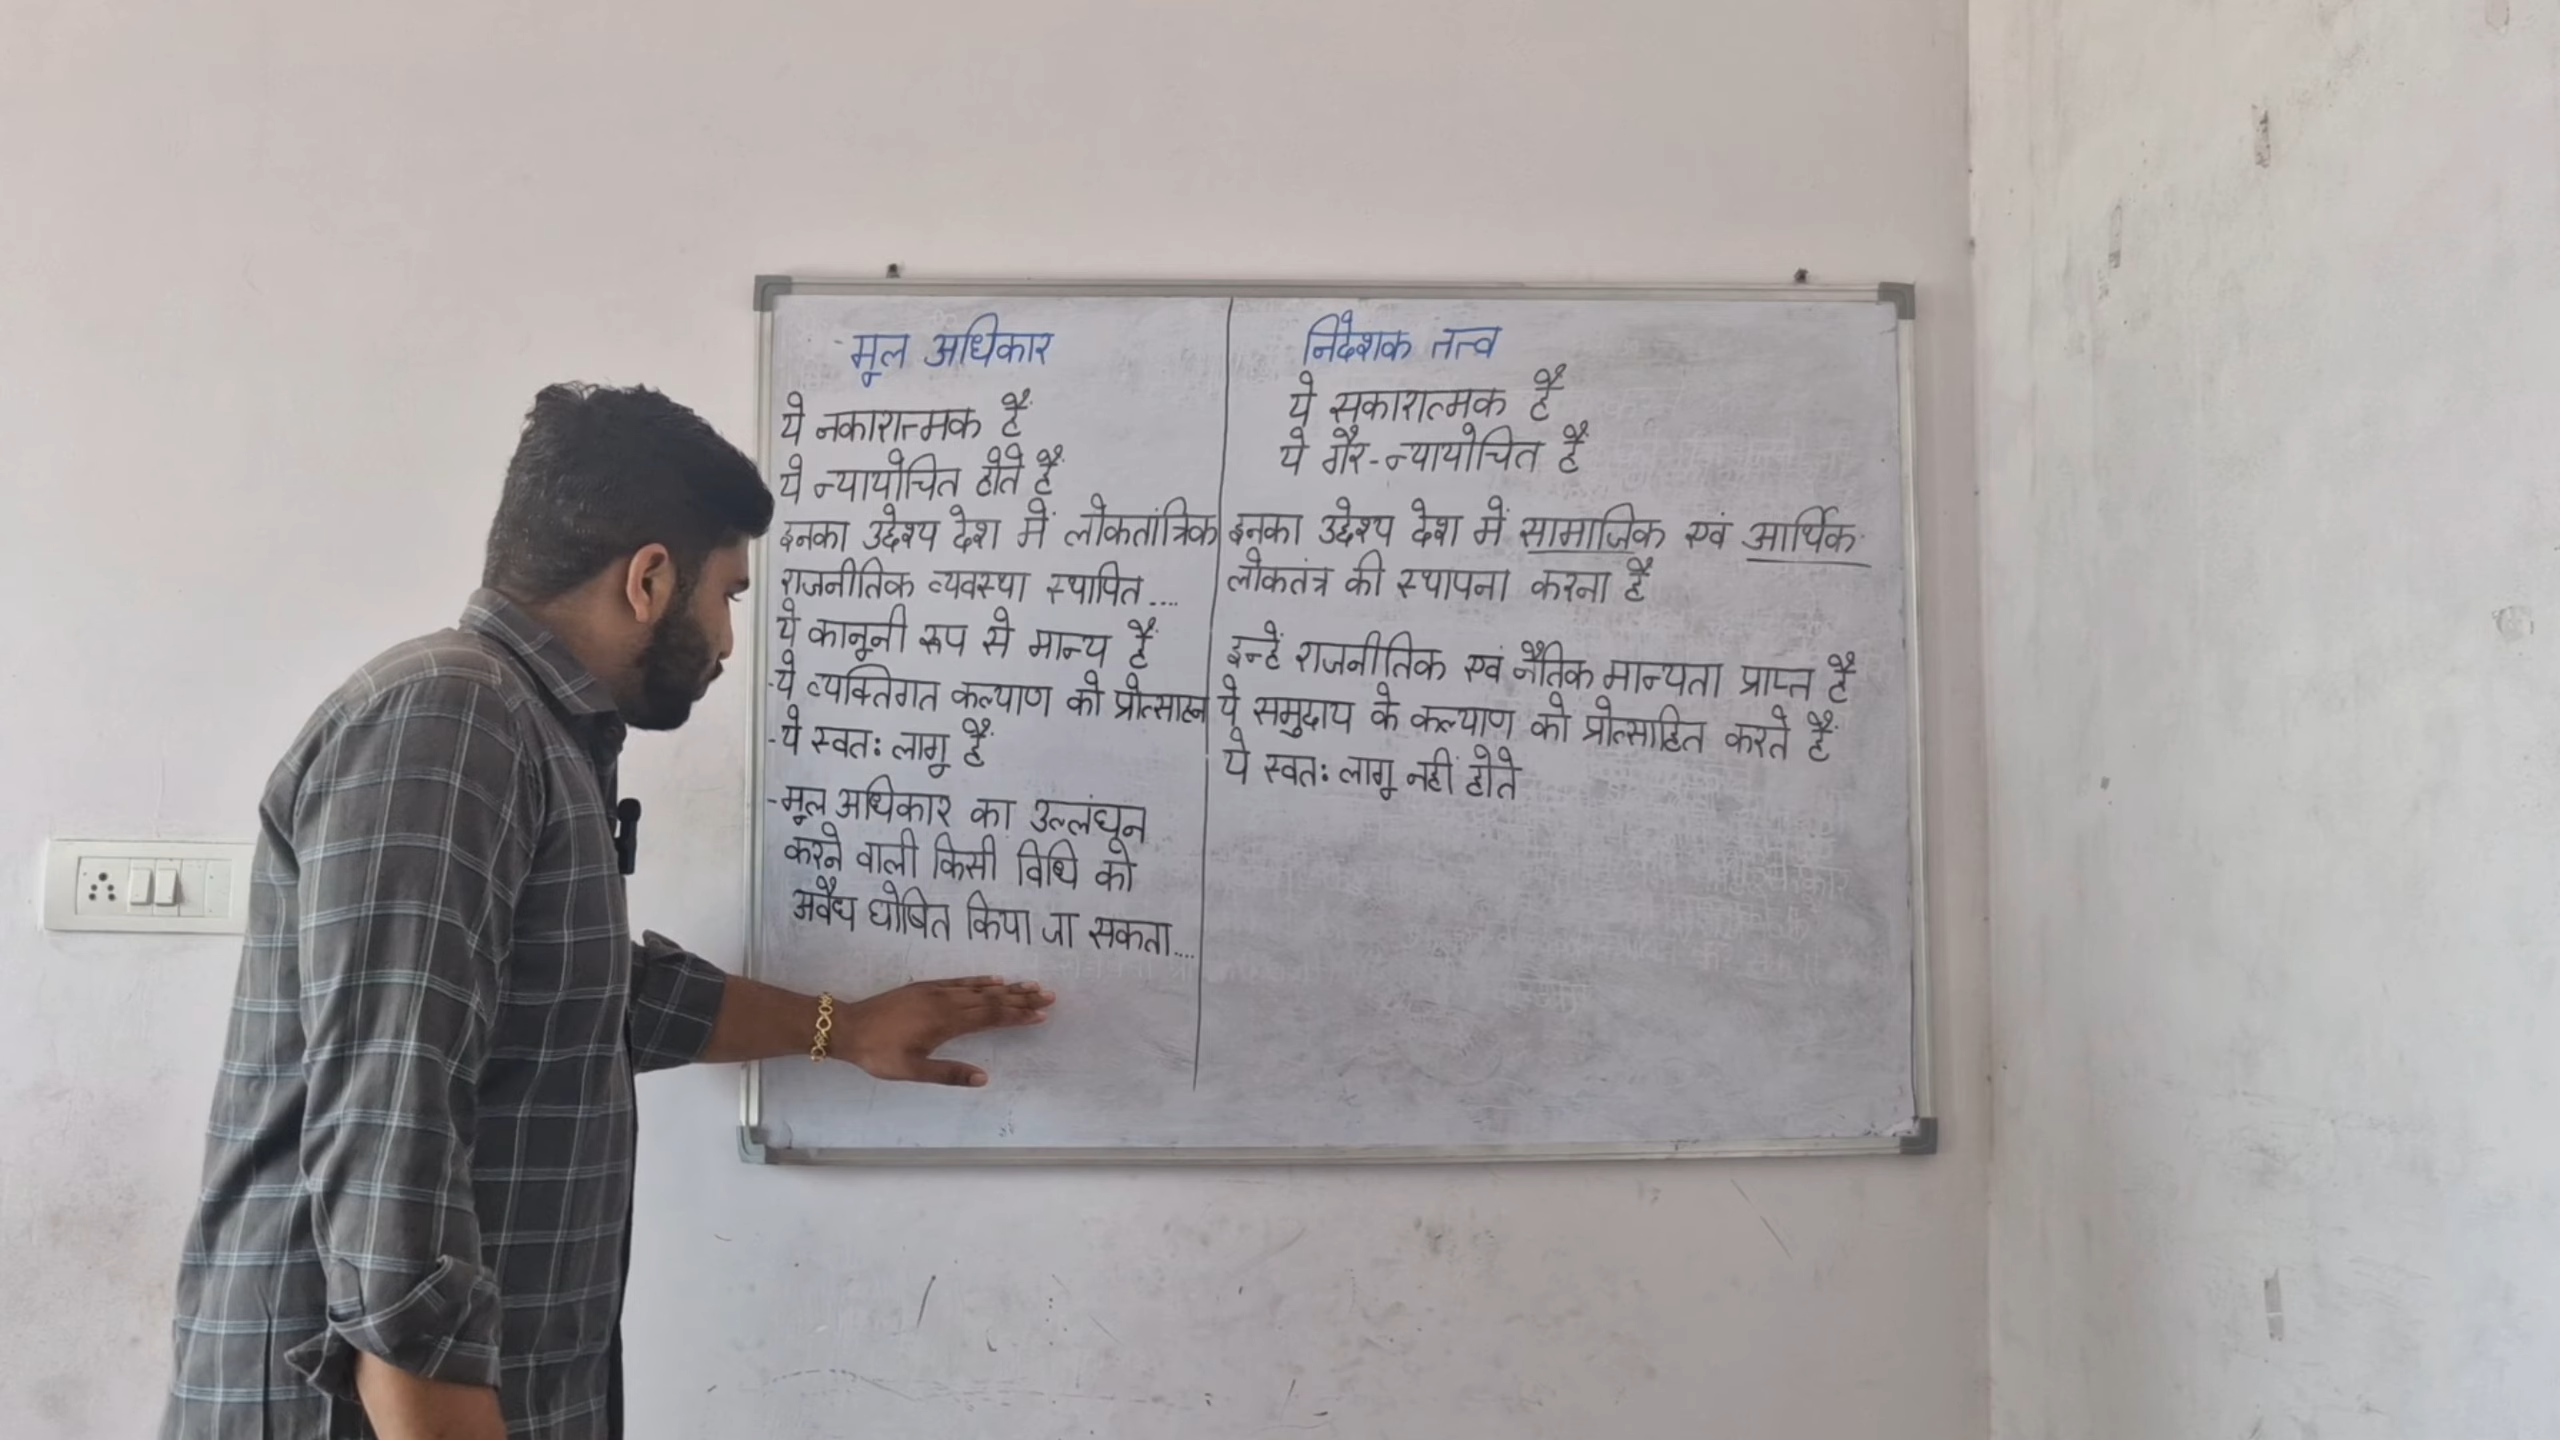 मूल अधिकार
ये नकारात्मक हैं
ये न्यायोचित होते हैं
इनका उद्देश्य देश में लोकतांत्रिक
राजनीतिक व्यवस्था स्थापित....
ये कानूनी रूप से मान्य हैं
-ये व्यक्तिगत कल्याण को प्रोत्साहन
-ये स्वतः लागू हैं
-मूल अधिकार का उल्लंघन
करने वाली किसी विधि को
अवैध घोषित किया जा सकता....
निदेशक तत्व
ये सकारात्मक हैं
ये गैर-न्यायोचित हैं
इनका उद्देश्य देश में सामाजिक एवं आर्थिक
लोकतंत्र की स्थापना करना है
इन्हें राजनीतिक एवं नैतिक मान्यता प्राप्त है
ये समुदाय के कल्याण को प्रोत्साहित करते हैं
ये स्वतः लागू नहीं होते